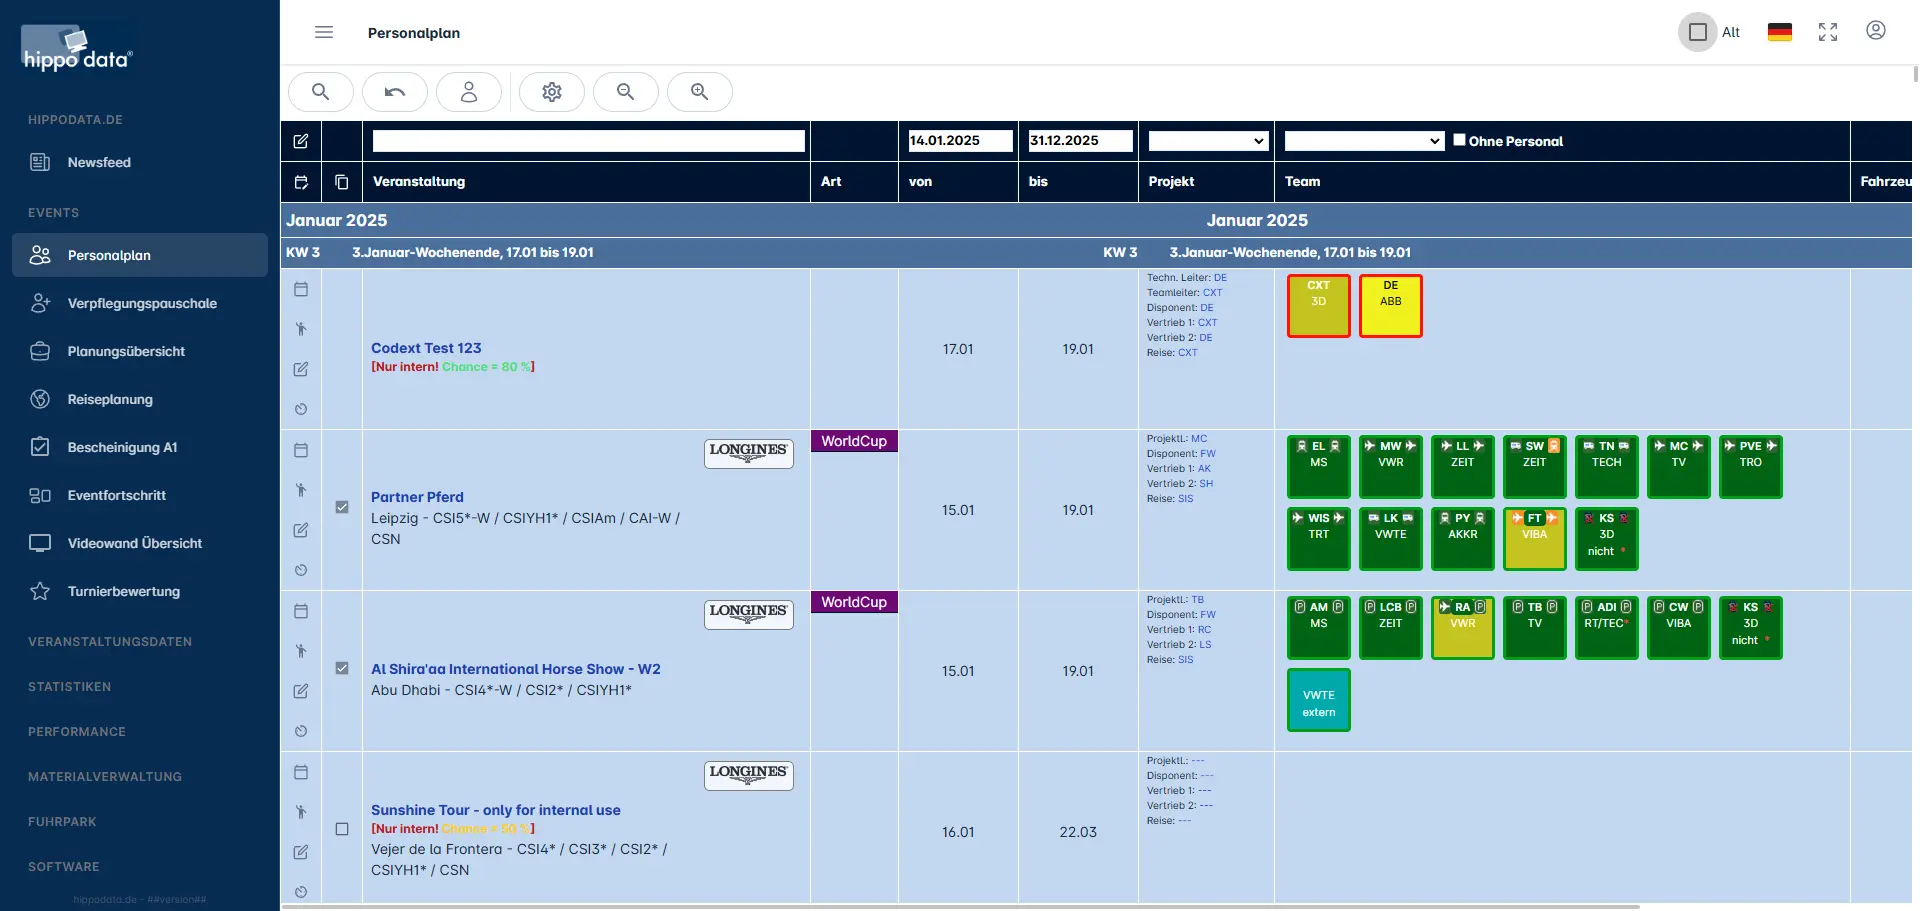 hippo data®
Personalplan
Alt
HIPPODATA.DE
Newsfeed
EVENTS
Personalplan
Verpflegungspauschale
Planungsübersicht
Reiseplanung
Bescheinigung A1
Eventfortschritt
Videowand Übersicht
Turnierbewertung
VERANSTALTUNGSDATEN
STATISTIKEN
PERFORMANCE
MATERIALVERWALTUNG
FUHRPARK
SOFTWARE
hippodata.de - ##version##
14.01.2025 31.12.2025 Ohne Personal
Veranstaltung Art von bis Projekt Team Fahrzeu
Januar 2025 Januar 2025
KW 3 3.Januar-Wochenende, 17.01 bis 19.01 KW 3 3.Januar-Wochenende, 17.01 bis 19.01
Codext Test 123
[Nur intern! Chance = 80 %]
17.01 19.01
Techn. Leiter: DE
Teamleiter: CXT
Disponent: DE
Vertrieb 1: CXT
Vertrieb 2: DE
Reise: CXT
CXT DE
3D ABB
LONGINES WorldCup
Partner Pferd
Leipzig - CSI5*-W / CSIYH1* / CSIAm / CAI-W /
CSN
15.01 19.01
Projektl.: MC
Disponent: FW
Vertrieb 1: AK
Vertrieb 2: SH
Reise: SIS
EL MW LL SW TN MC PVE
MS VWR ZEIT ZEIT TECH TV TRO
WIS LK PY FT KS
TRT VWTE AKKR VIBA 3D
nicht *
LONGINES WorldCup
Al Shira'aa International Horse Show - W2
Abu Dhabi - CSI4*-W / CSI2* / CSIYH1*
15.01 19.01
Projektl.: TB
Disponent: FW
Vertrieb 1: RC
Vertrieb 2: LS
Reise: SIS
P AM P P LCB P RA P P TB P P ADI P P CW P KS
MS ZEIT VWR TV RT/TEC* VIBA 3D
nicht *
VWTE
extern
LONGINES
Sunshine Tour - only for internal use
[Nur intern! Chance = 50 %]
Vejer de la Frontera - CSI4* / CSI3* / CSI2* /
CSIYH1* / CSN
16.01 22.03
Projektl.: ---
Disponent: ---
Vertrieb 1: ---
Vertrieb 2: ---
Reise: ---